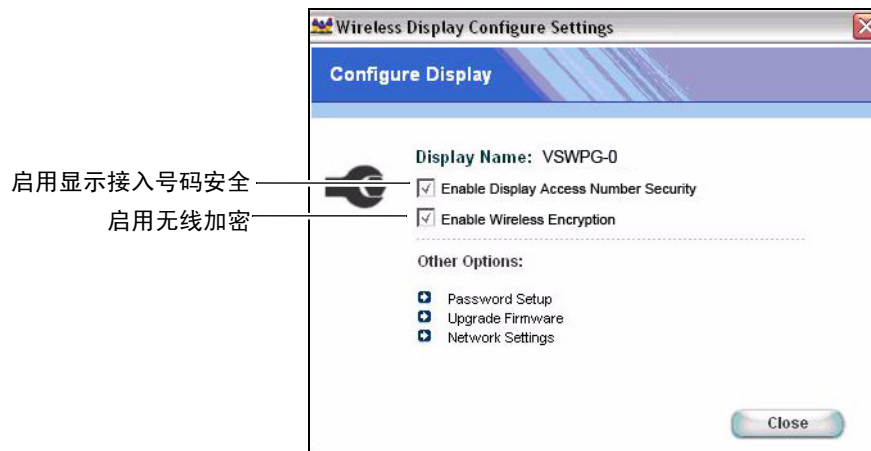 Wireless Display Configure Settings
Configure Display
Display Name: VSWPG-0
启用显示接入号码安全
Enable Display Access Number Security
启用无线加密
Enable Wireless Encryption
Other Options:
Password Setup
Upgrade Firmware
Network Settings
Close